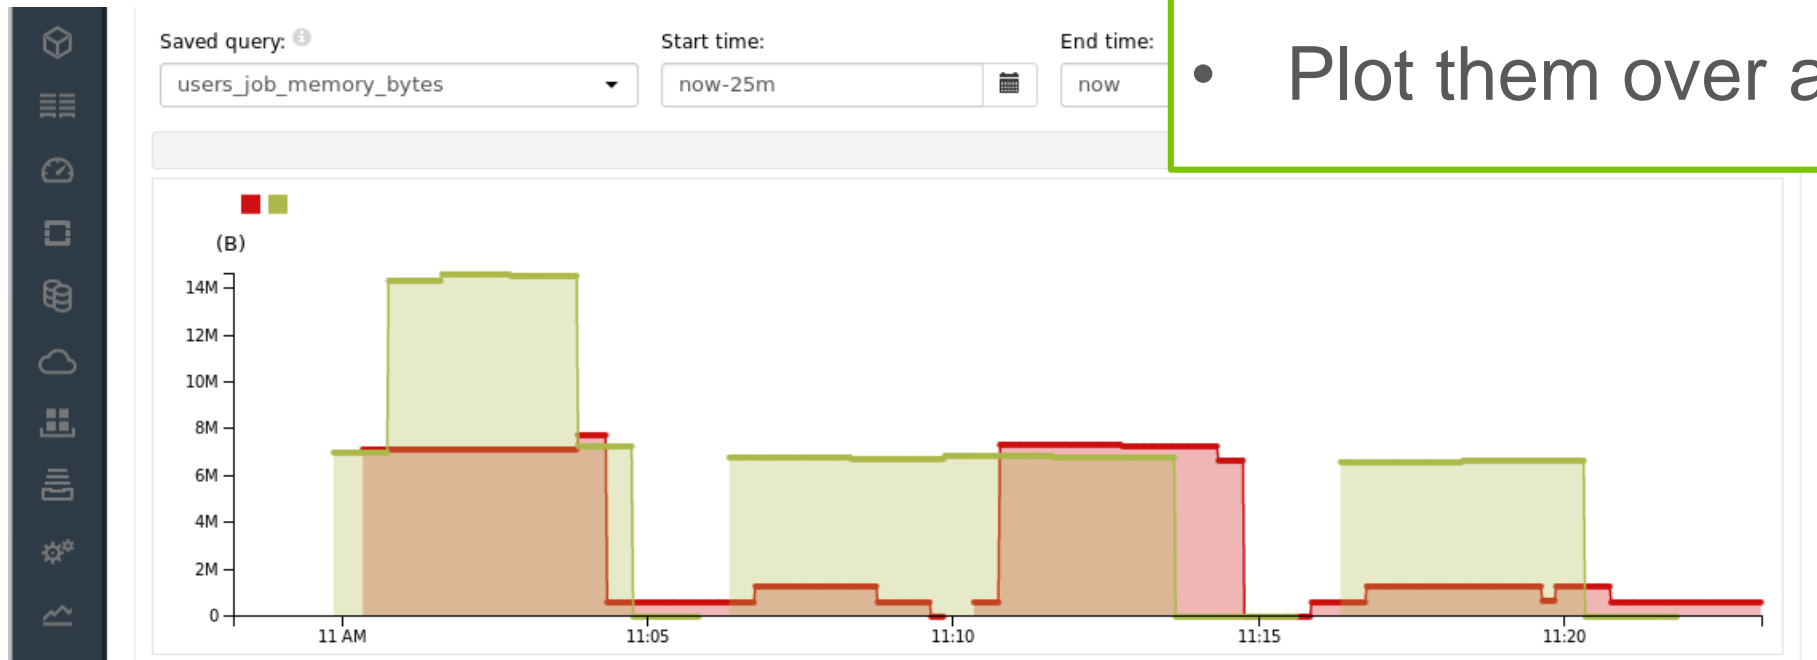 Saved query:
Start time:
End time:
users_job_memory_bytes
now-25m
now
• Plot them over a
(B)
14M
12M
10M
8M
6M
4M
2M
0
11 AM
11:05
11:10
11:15
11:20